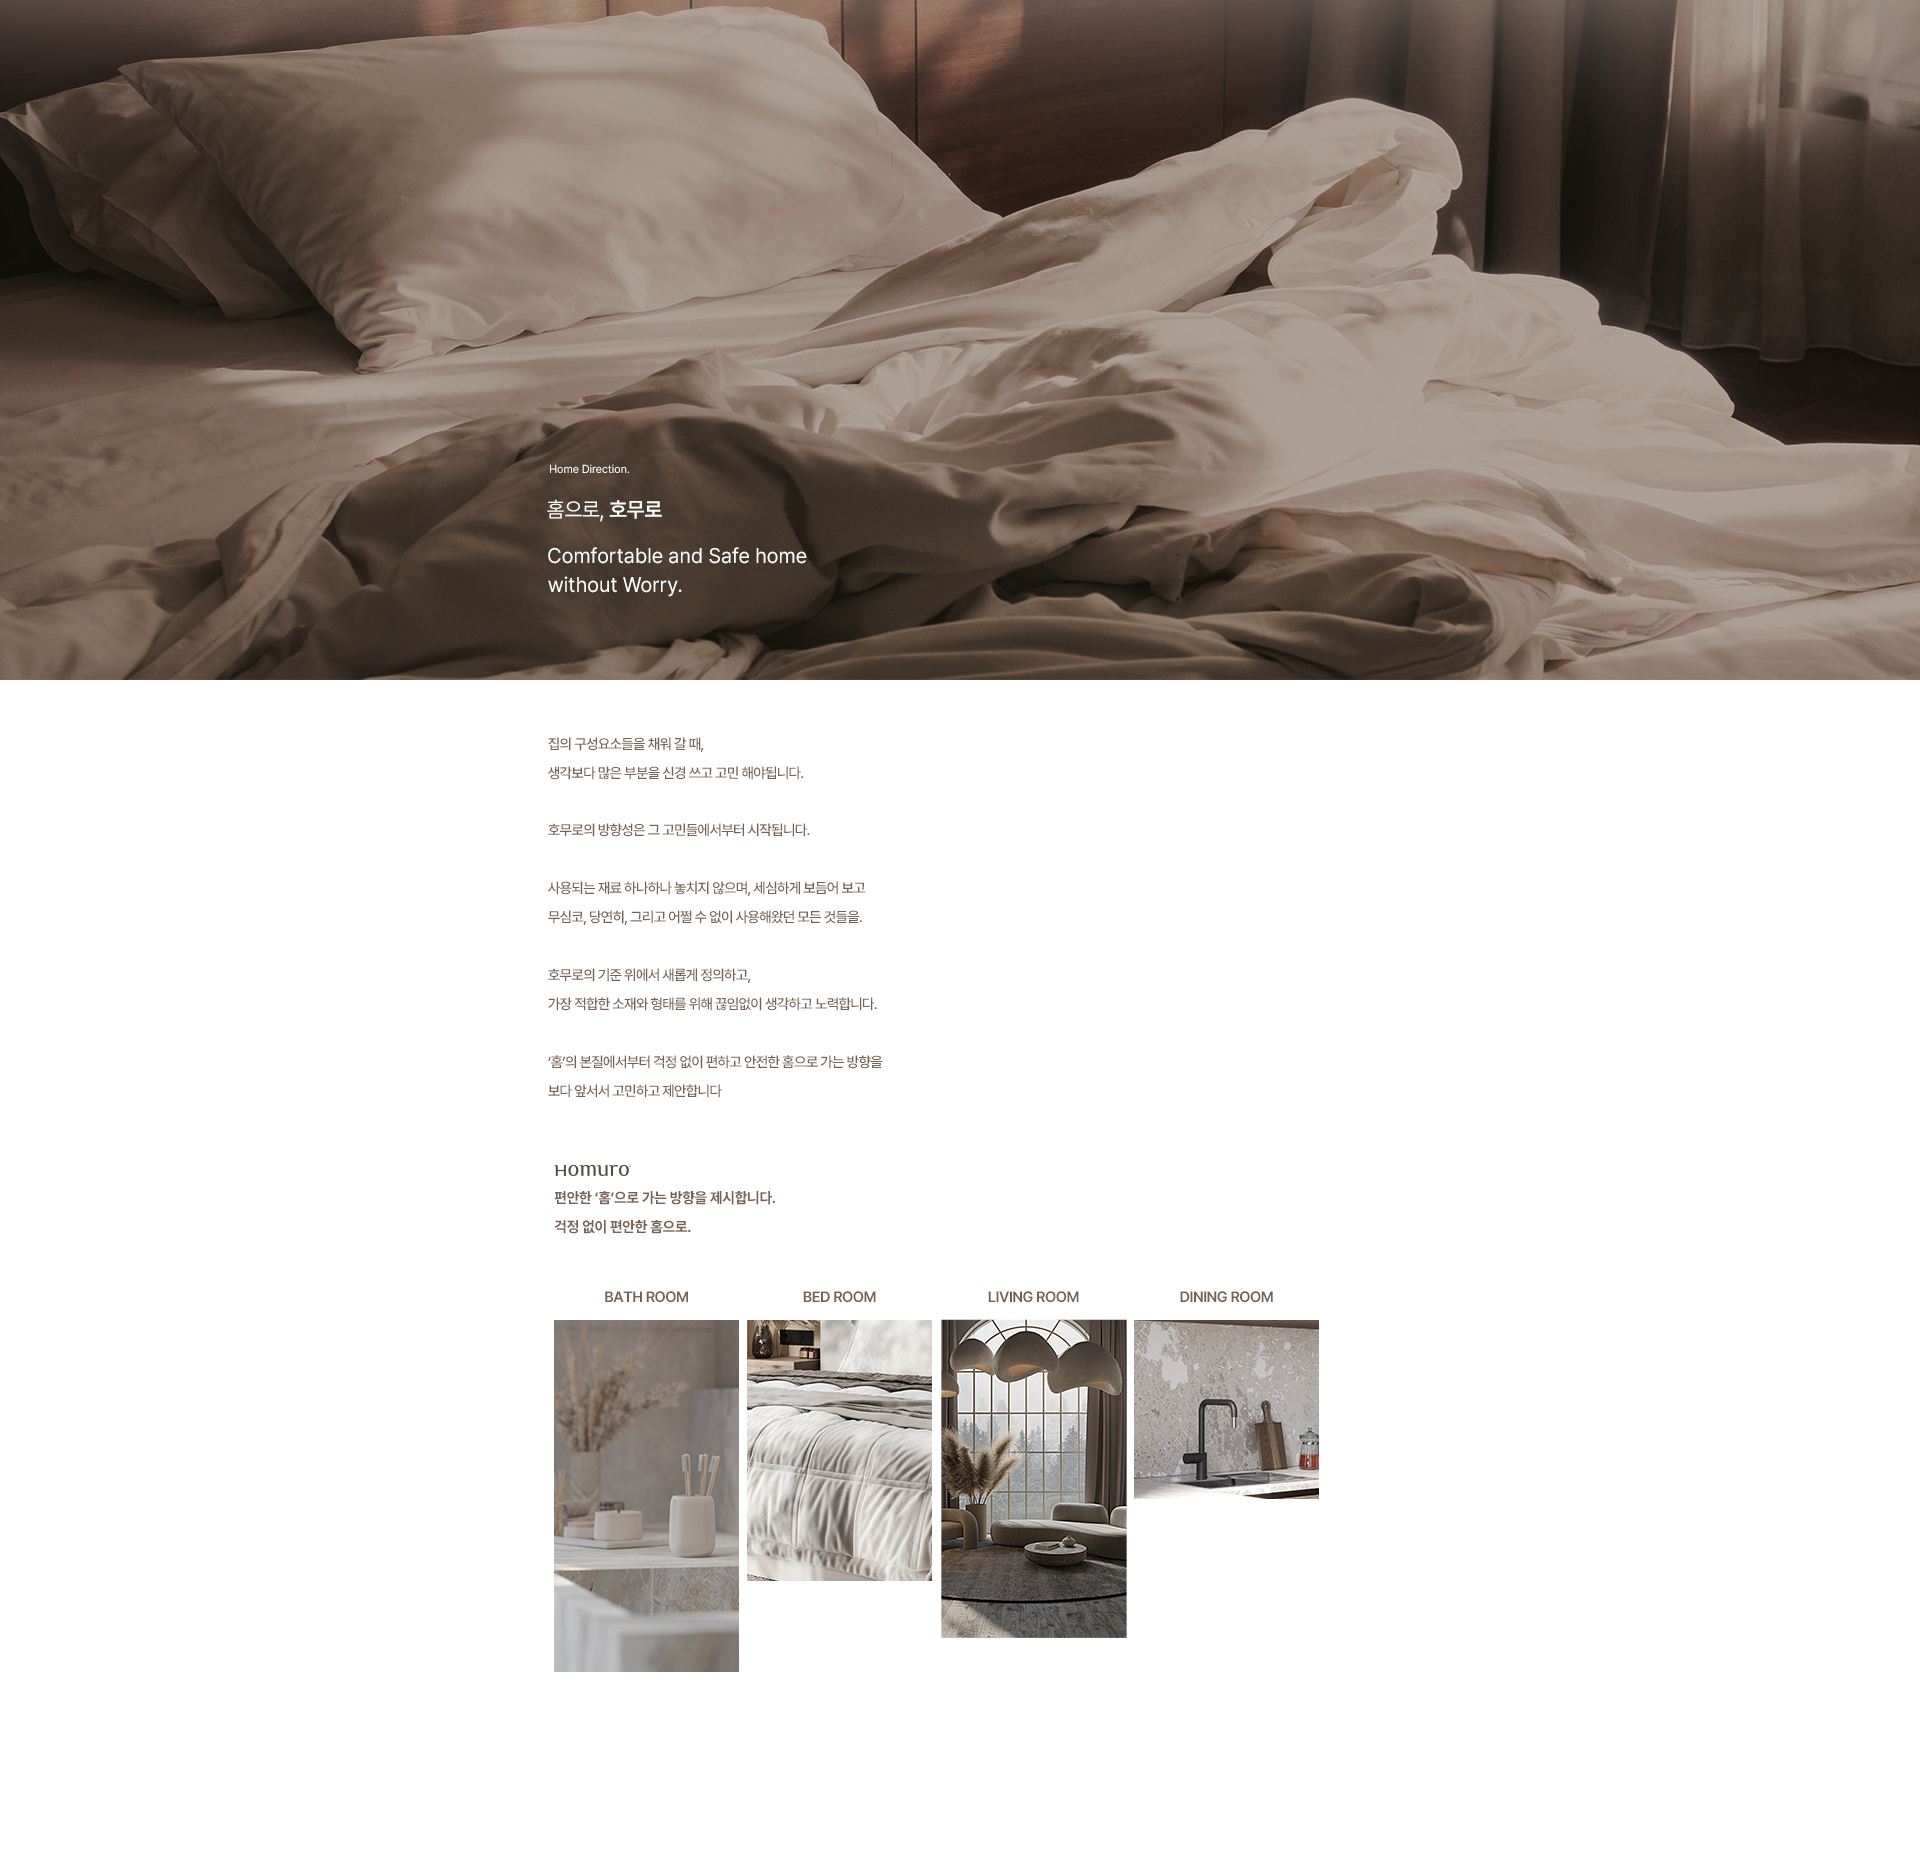 Home Direction.
홈으로, 호무로
Comfortable and Safe home
without Worry.
집의 구성요소들을 채워 갈 때,
생각보다 많은 부분을 신경 쓰고 고민 해야됩니다.
호무로의 방향성은 그 고민들에서부터 시작됩니다.
사용되는 재료 하나하나 놓치지 않으며, 세심하게 보듬어 보고
무심코, 당연히, 그리고 어쩔 수 없이 사용해왔던 모든 것들을.
호무로의 기준 위에서 새롭게 정의하고,
가장 적합한 소재와 형태를 위해 끊임없이 생각하고 노력합니다.
‘홈’의 본질에서부터 걱정 없이 편하고 안전한 홈으로 가는 방향을
보다 앞서서 고민하고 제안합니다
Homuro
편안한 ‘홈’으로 가는 방향을 제시합니다.
걱정 없이 편안한 홈으로.
BATH ROOM
BED ROOM
LIVING ROOM
DINING ROOM